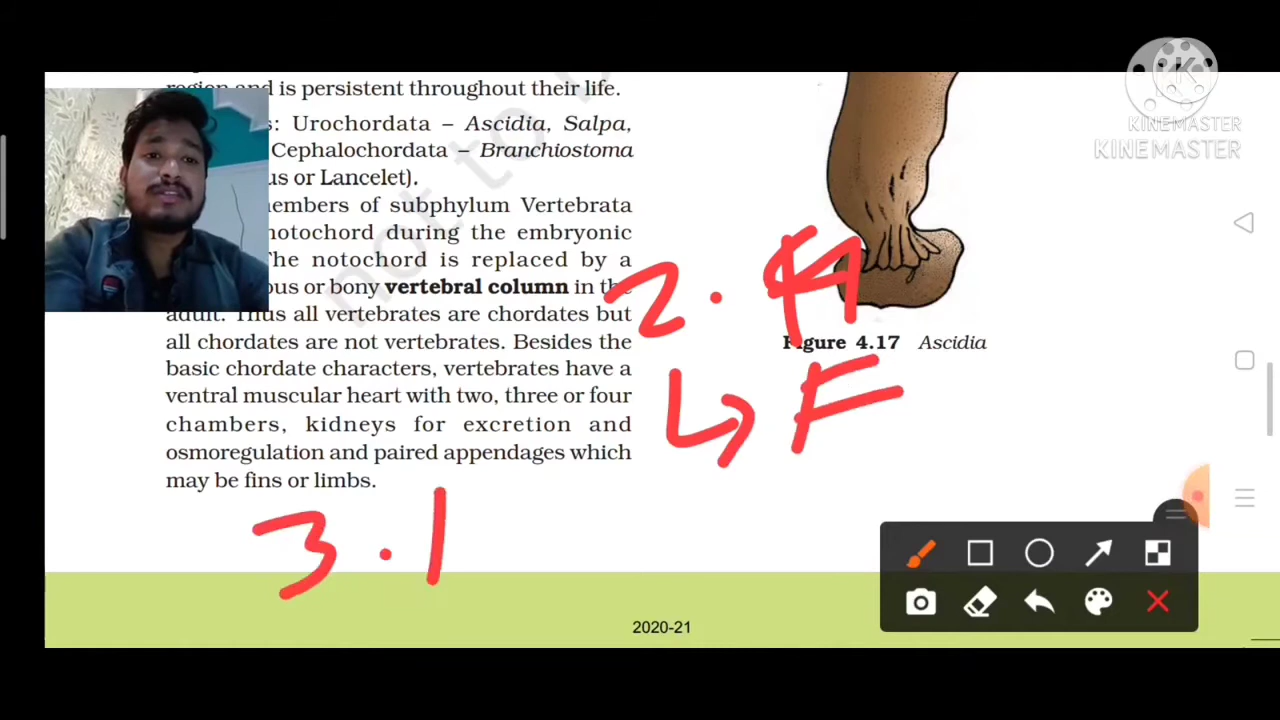 KINEMASTER
KINEMASTER
region and is persistent throughout their life.
s: Urochordata – Ascidia, Salpa,
Cephalochordata – Branchiostoma
us or Lancelet).
embers of subphylum Vertebrata
notochord during the embryonic
The notochord is replaced by a
ous or bony vertebral column in the
adult. Thus all vertebrates are chordates but
all chordates are not vertebrates. Besides the
basic chordate characters, vertebrates have a
ventral muscular heart with two, three or four
chambers, kidneys for excretion and
osmoregulation and paired appendages which
may be fins or limbs.
not to
2.
F
3.1
Figure 4.17 Ascidia
2020-21